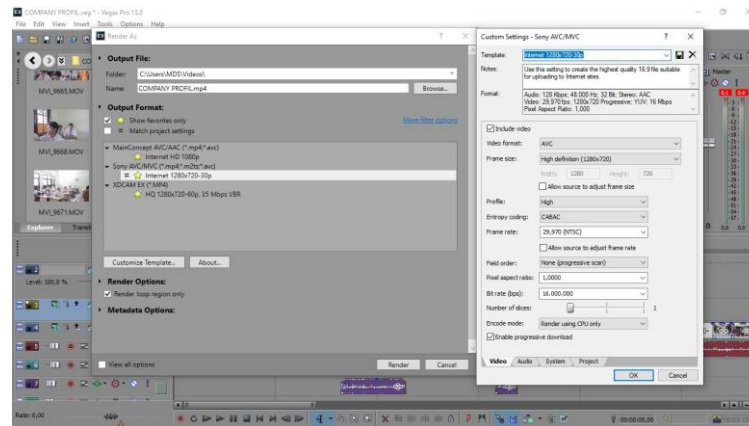 COMPANY PROFIL.veg * - Vegas Pro 13.0
File Edit View Insert Tools Options Help
Render As
Output File:
Folder: C:\Users\MDS\Videos\
Name: COMPANY PROFIL.mp4
Browse...
Output Format:
Show favorites only
More filter options
= Match project settings
MainConcept AVC/AAC (*.mp4;*.avc)
Internet HD 1080p
Sony AVC/MVC (*.mp4;*.m2ts;*.avc)
= Internet 1280x720-30p
XDCAM EX (*.MP4)
HQ 1280x720-60p, 35 Mbps VBR
Customize Template...
About...
Render Options:
Render loop region only
Metadata Options:
View all options
Render
Cancel
MVI_9665.MOV
MVI_9668.MOV
MVI_9671.MOV
Explorer
Level: 100,0 %
Rate: 0,00
Custom Settings - Sony AVC/MVC
Template: Internet 1280x720-30p
Notes: Use this setting to create the highest quality 16:9 file suitable
for uploading to Internet sites.
Format: Audio: 128 Kbps; 48.000 Hz; 32 Bit; Stereo; AAC
Video: 29,970 fps; 1280x720 Progressive; YUV; 16 Mbps
Pixel Aspect Ratio: 1,000
Include video
Video format: AVC
Frame size: High definition (1280x720)
Width: 1280 Height: 720
Allow source to adjust frame size
Profile: High
Entropy coding: CABAC
Frame rate: 29,970 (NTSC)
Allow source to adjust frame rate
Field order: None (progressive scan)
Pixel aspect ratio: 1,0000
Bit rate (bps): 16.000.000
Number of slices: 1
Encode mode: Render using CPU only
Enable progressive download
Video Audio System Project
OK Cancel
Master
00:00:00,00